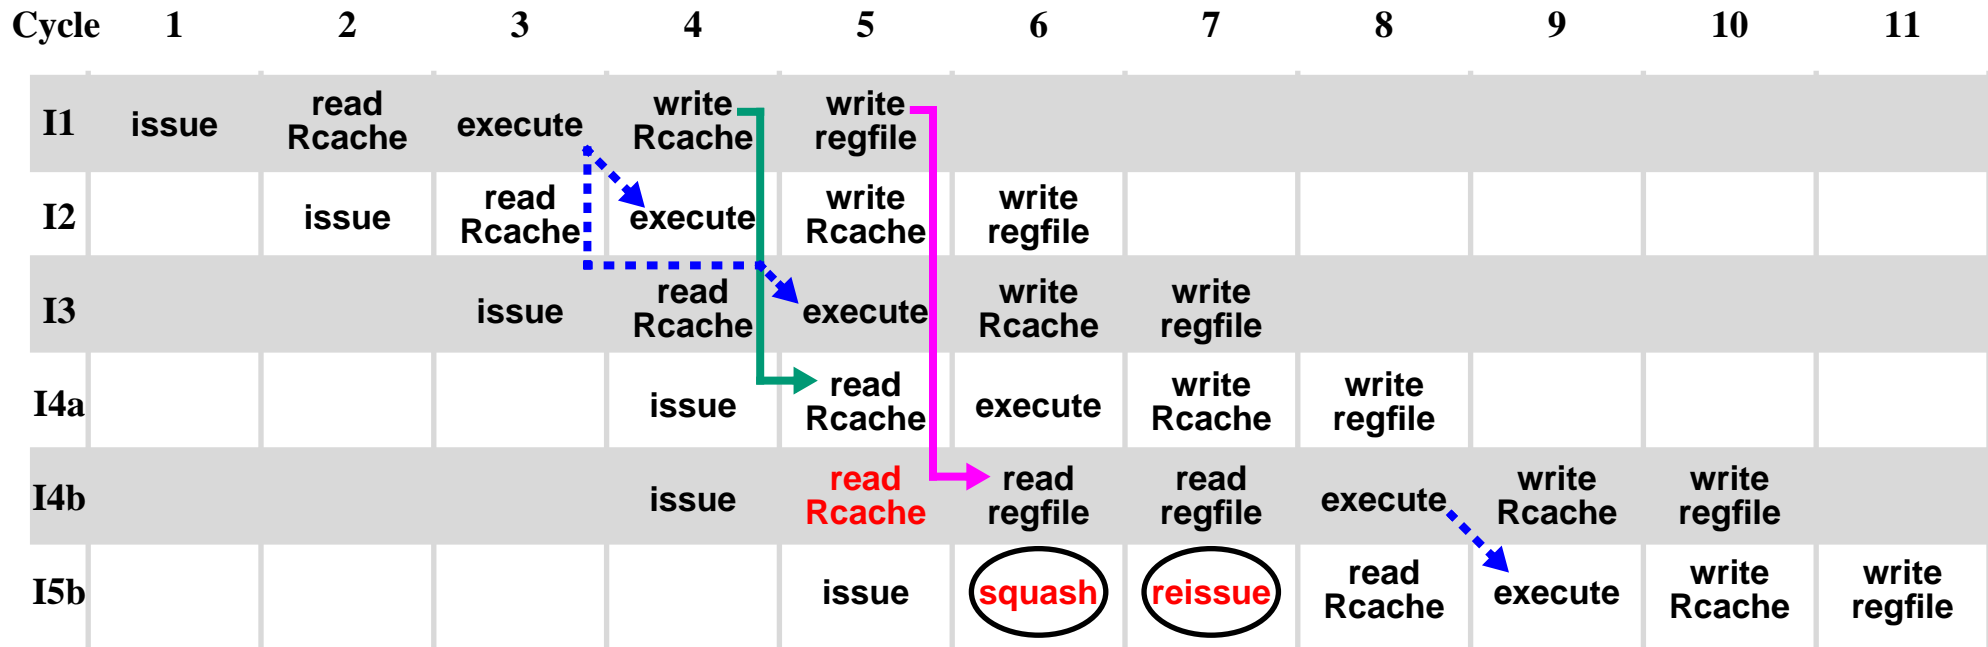 Cycle 1 2 3 4 5 6 7 8 9 10 11
I1 issue read Rcache execute write Rcache write regfile
I2 issue read Rcache execute write Rcache write regfile
I3 issue read Rcache execute write Rcache write regfile
I4a issue read Rcache execute write Rcache write regfile
I4b issue read Rcache read regfile read regfile execute write Rcache write regfile
I5b issue squash reissue read Rcache execute write Rcache write regfile